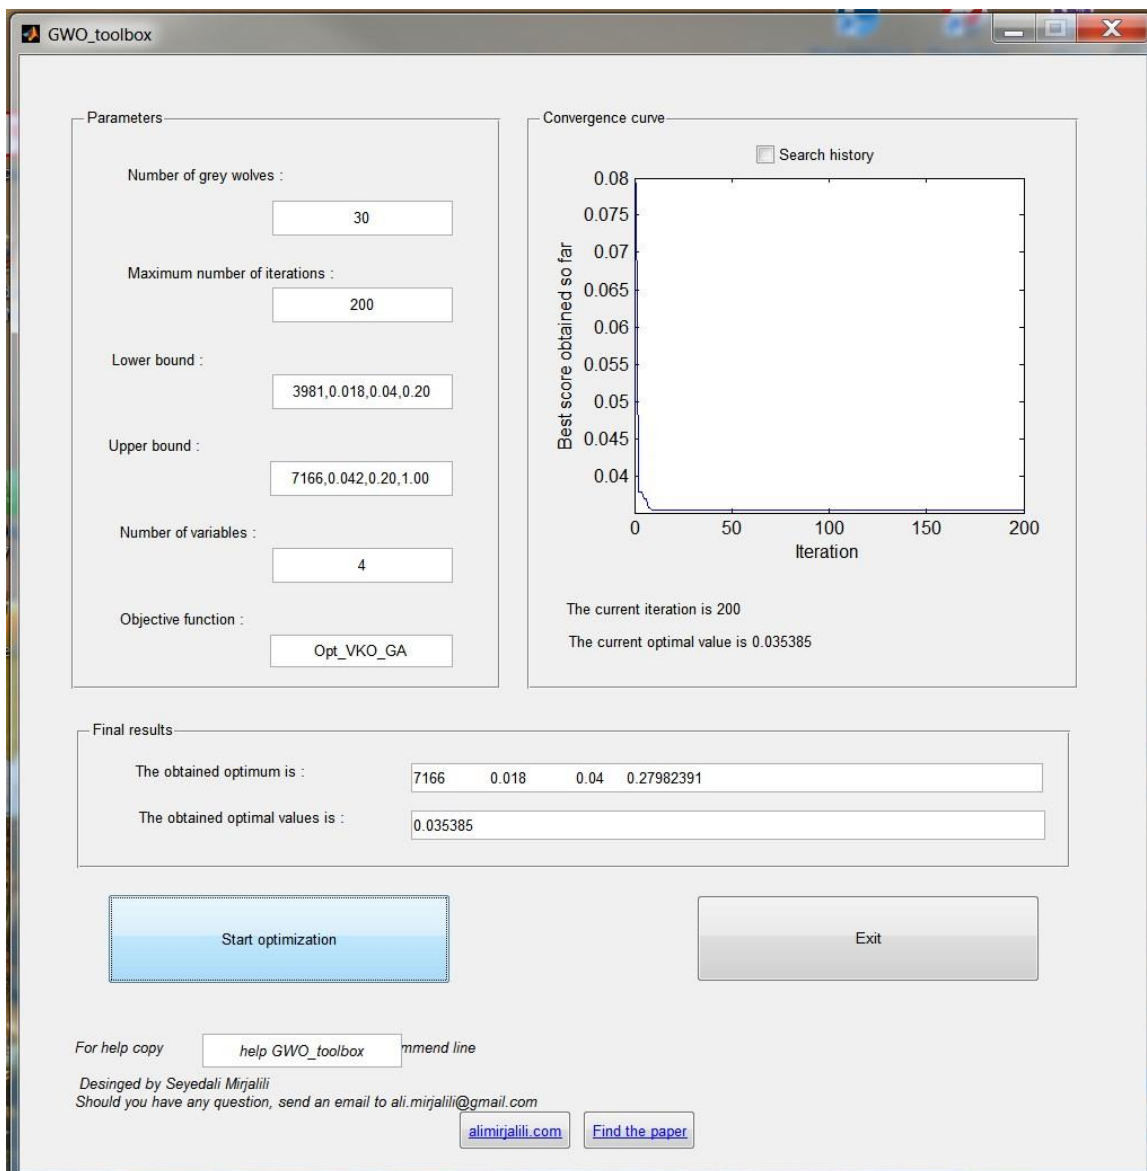 GWO_toolbox
Parameters
Number of grey wolves :
30
Maximum number of iterations :
200
Lower bound :
3981,0.018,0.04,0.20
Upper bound :
7166,0.042,0.20,1.00
Number of variables :
4
Objective function :
Opt_VKO_GA
Convergence curve
Search history
0.08
0.075
0.07
0.065
0.06
0.055
0.05
0.045
0.04
Best score obtained so far
0 50 100 150 200
Iteration
The current iteration is 200
The current optimal value is 0.035385
Final results
The obtained optimum is :
7166 0.018 0.04 0.27982391
The obtained optimal values is :
0.035385
Start optimization
Exit
For help copy help GWO_toolbox mmend line
Desinged by Seyedali Mirjalili
Should you have any question, send an email to ali.mirjalili@gmail.com
alimirjalili.com Find the paper